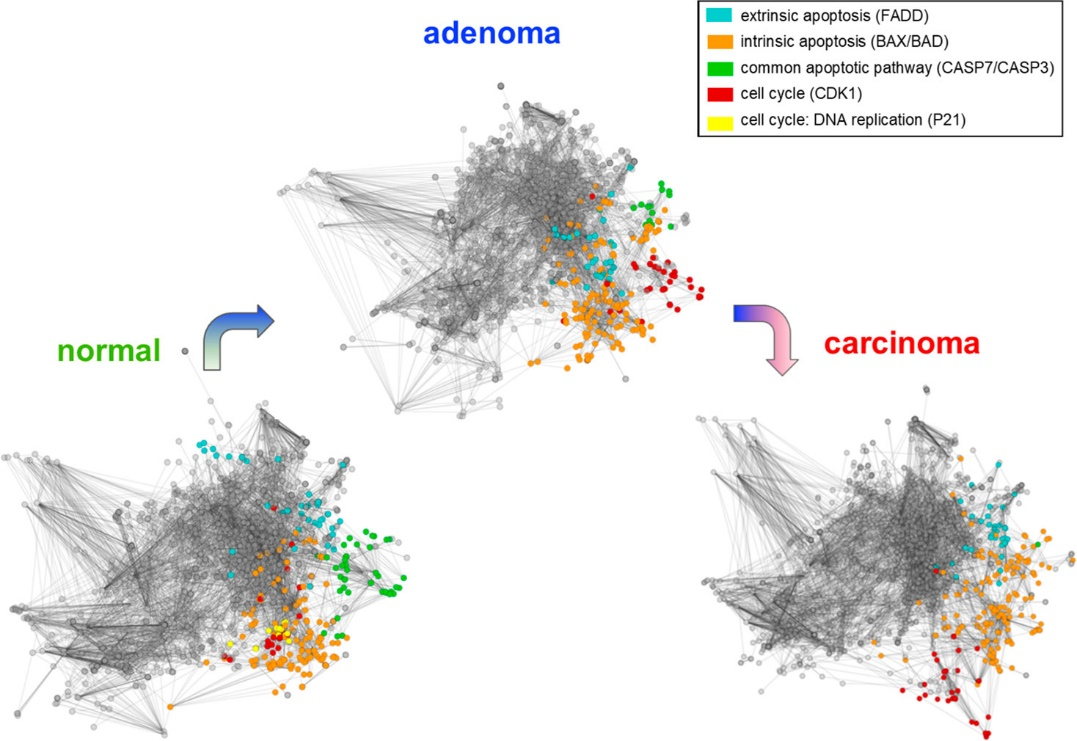 adenoma
extrinsic apoptosis (FADD)
intrinsic apoptosis (BAX/BAD)
common apoptotic pathway (CASP7/CASP3)
cell cycle (CDK1)
cell cycle: DNA replication (P21)
normal
carcinoma